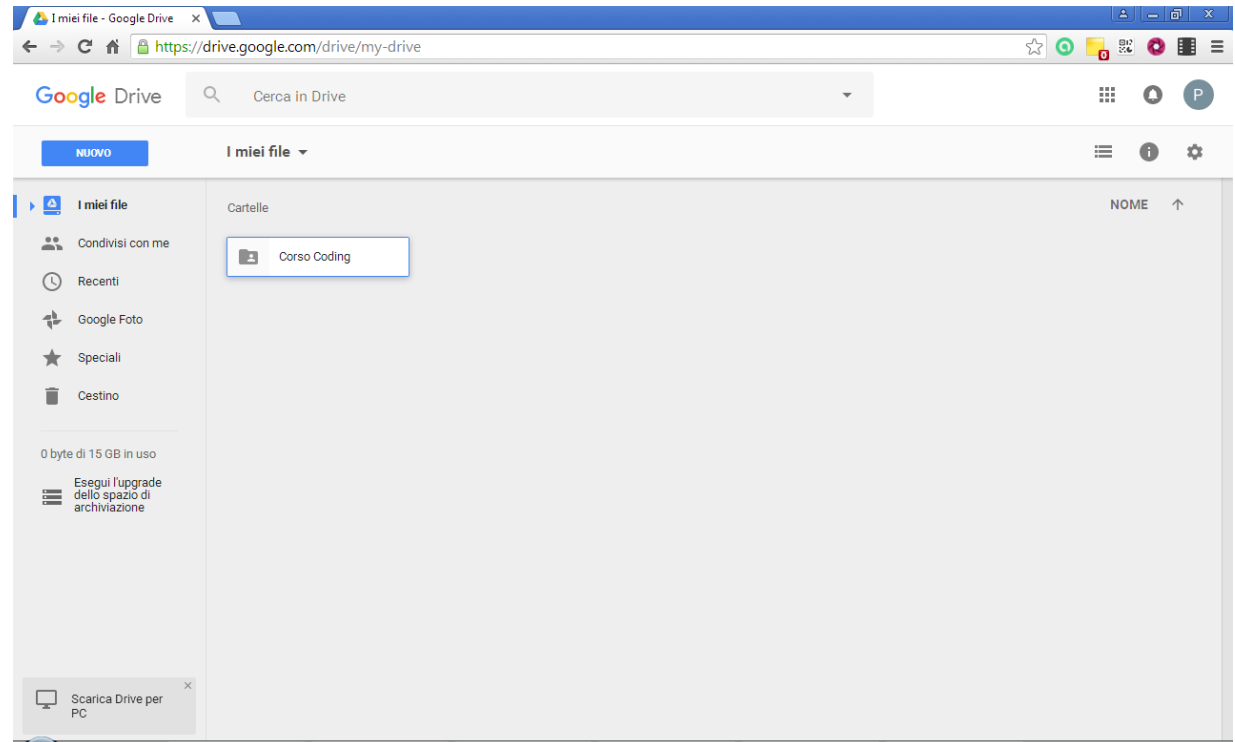 I miei file - Google Drive
https://drive.google.com/drive/my-drive
0
Google Drive
Cerca in Drive
P
NUOVO
I miei file
I miei file
Condivisi con me
Recenti
Google Foto
Speciali
Cestino
0 byte di 15 GB in uso
Esegui l'upgrade
dello spazio di
archiviazione
Scarica Drive per
PC
Cartelle
NOME
Corso Coding